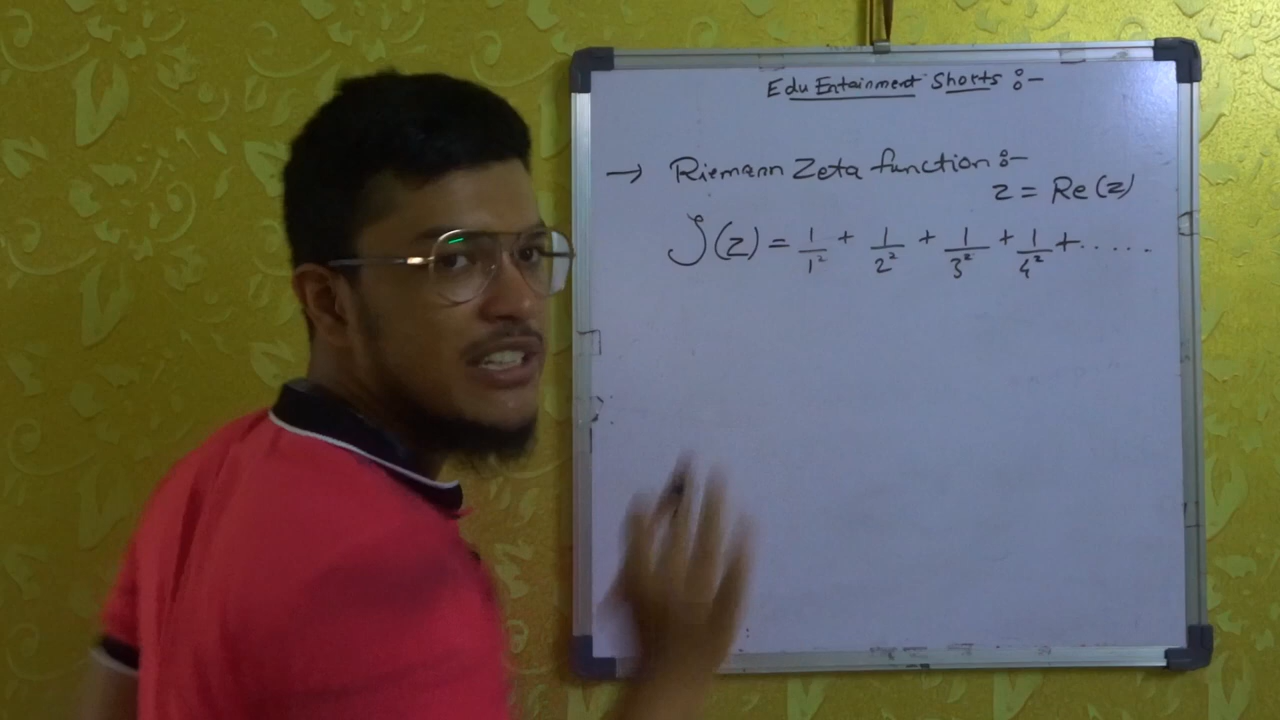 Edu Entainment Shorts :-
→ Riemann Zeta function :-
z = Re(z)
ζ(z) = 1/1² + 1/2² + 1/3² + 1/4² + ......